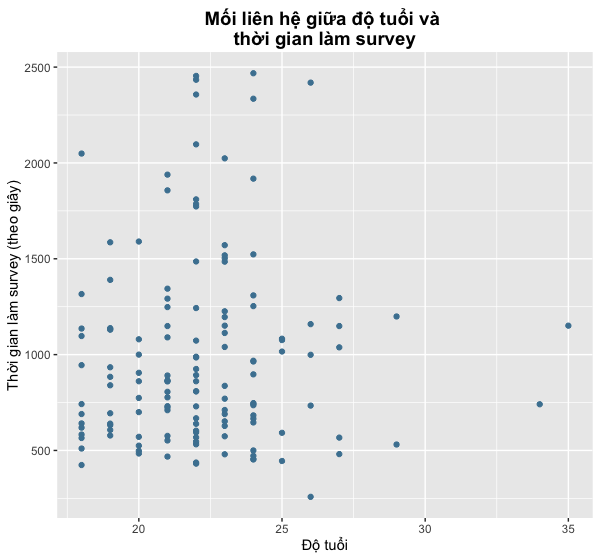 Mối liên hệ giữa độ tuổi và
thời gian làm survey
Thời gian làm survey (theo giây)
2500
2000
1500
1000
500
20
25
30
35
Độ tuổi